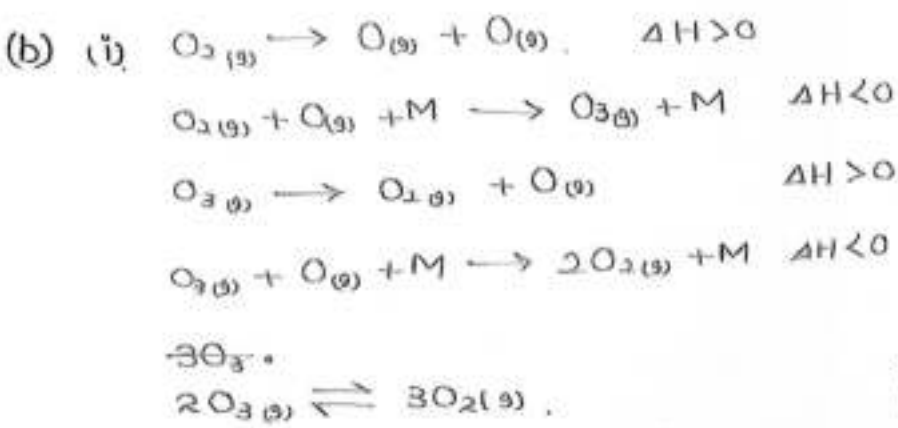 (b) (i) O₂(g) ⟶ O(g) + O(g). ΔH>0
O₂(g) + O(g) + M ⟶ O₃(g) + M ΔH<0
O₃(g) ⟶ O₂(g) + O(g) ΔH>0
O₃(g) + O(g) + M ⟶ 2O₂(g) + M ΔH<0
3O₃.
2O₃(g) ⇌ 3O₂(g).